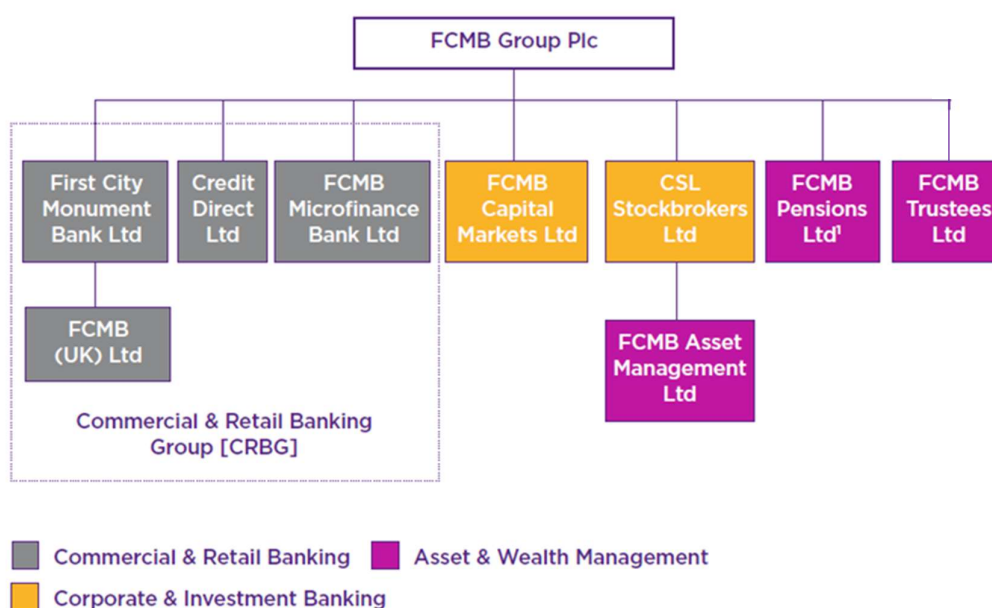 FCMB Group Plc
First City
Monument
Bank Ltd
Credit
Direct
Ltd
FCMB
Microfinance
Bank Ltd
FCMB
Capital
Markets Ltd
CSL
Stockbrokers
Ltd
FCMB
Pensions
Ltd¹
FCMB
Trustees
Ltd
FCMB
(UK) Ltd
FCMB Asset
Management
Ltd
Commercial & Retail Banking
Group [CRBG]
Commercial & Retail Banking
Asset & Wealth Management
Corporate & Investment Banking